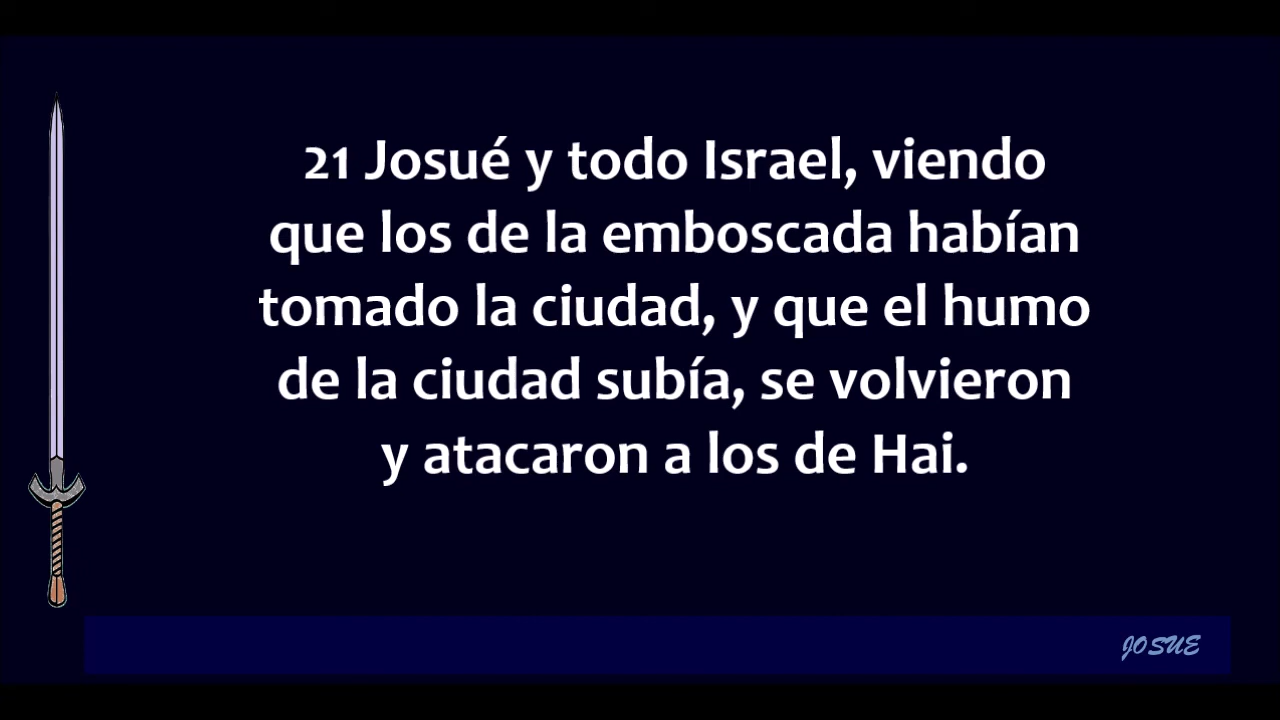 21 Josué y todo Israel, viendo
que los de la emboscada habían
tomado la ciudad, y que el humo
de la ciudad subía, se volvieron
y atacaron a los de Hai.
JOSUE